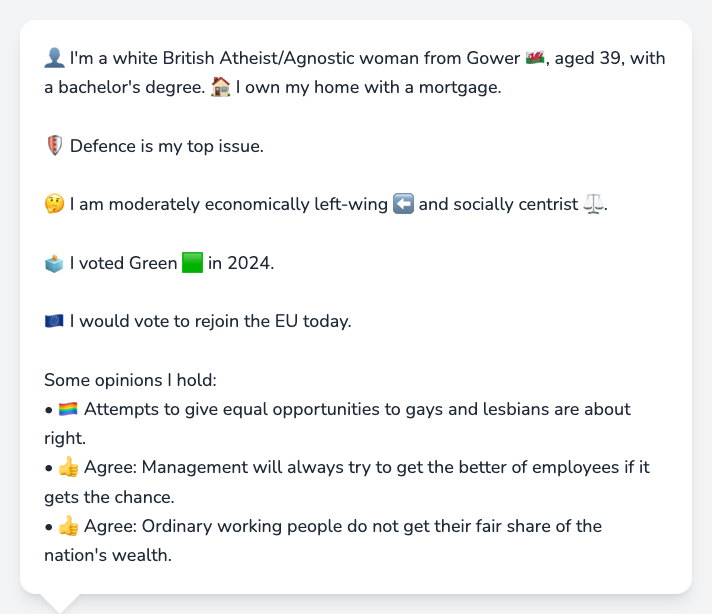 👤 I'm a white British Atheist/Agnostic woman from Gower 🏴󠁧󠁢󠁷󠁬󠁳󠁿, aged 39, with
a bachelor's degree. 🏠 I own my home with a mortgage.
🛡️ Defence is my top issue.
🤔 I am moderately economically left-wing ⬅️ and socially centrist ⚖️.
🗳️ I voted Green 🟩 in 2024.
🇪🇺 I would vote to rejoin the EU today.
Some opinions I hold:
• 🏳️‍🌈 Attempts to give equal opportunities to gays and lesbians are about
right.
• 👍 Agree: Management will always try to get the better of employees if it
gets the chance.
• 👍 Agree: Ordinary working people do not get their fair share of the
nation's wealth.